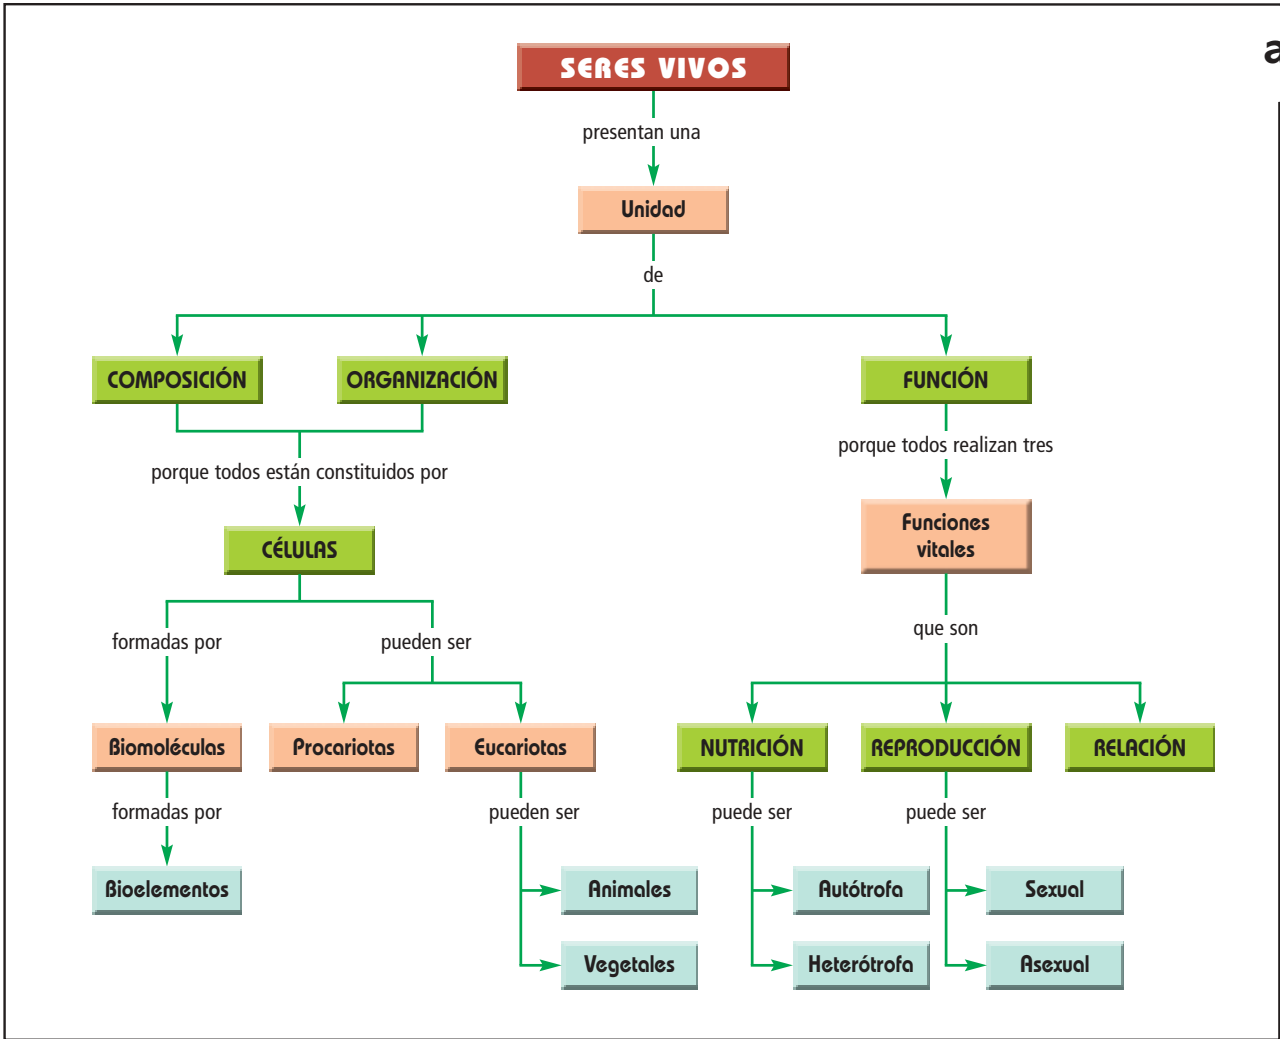 SERES VIVOS
a
presentan una
Unidad
de
COMPOSICIÓN
ORGANIZACIÓN
FUNCIÓN
porque todos están constituidos por
porque todos realizan tres
CÉLULAS
Funciones
vitales
formadas por
pueden ser
que son
Biomoléculas
Procariotas
Eucariotas
NUTRICIÓN
REPRODUCCIÓN
RELACIÓN
formadas por
pueden ser
puede ser
puede ser
Bioelementos
Animales
Autótrofa
Sexual
Vegetales
Heterótrofa
Asexual